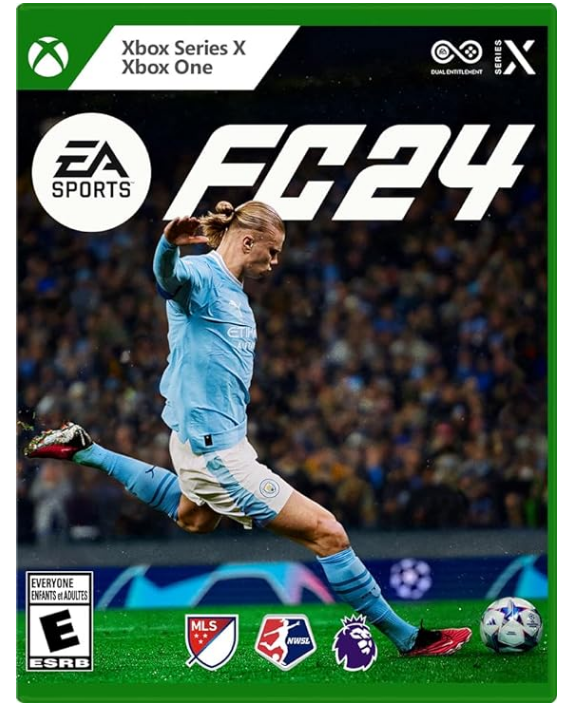 Xbox Series X
Xbox One
DUAL ENTITLEMENT
SERIES X
EA
SPORTS
FC24
EVERYONE
ENFANTS et ADULTES
E
ESRB
MLS
NWSL